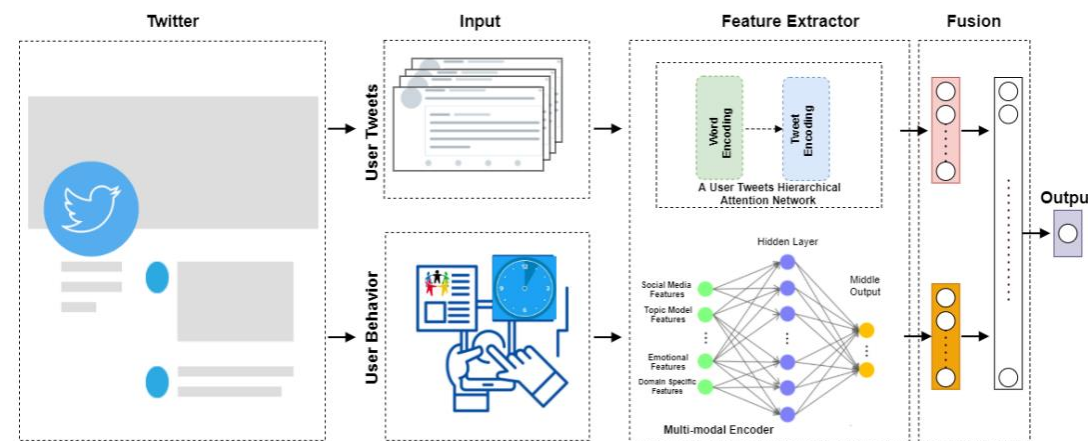 Twitter
Input
Feature Extractor
Fusion
User Tweets
Word
Encoding
Tweet
Encoding
A User Tweets Hierarchical
Attention Network
Outpu
User Behavior
Hidden Layer
Middle
Output
Social Media
Features
Topic Model
Features
Emotional
Features
Domain Specific
Features
Multi-modal Encoder